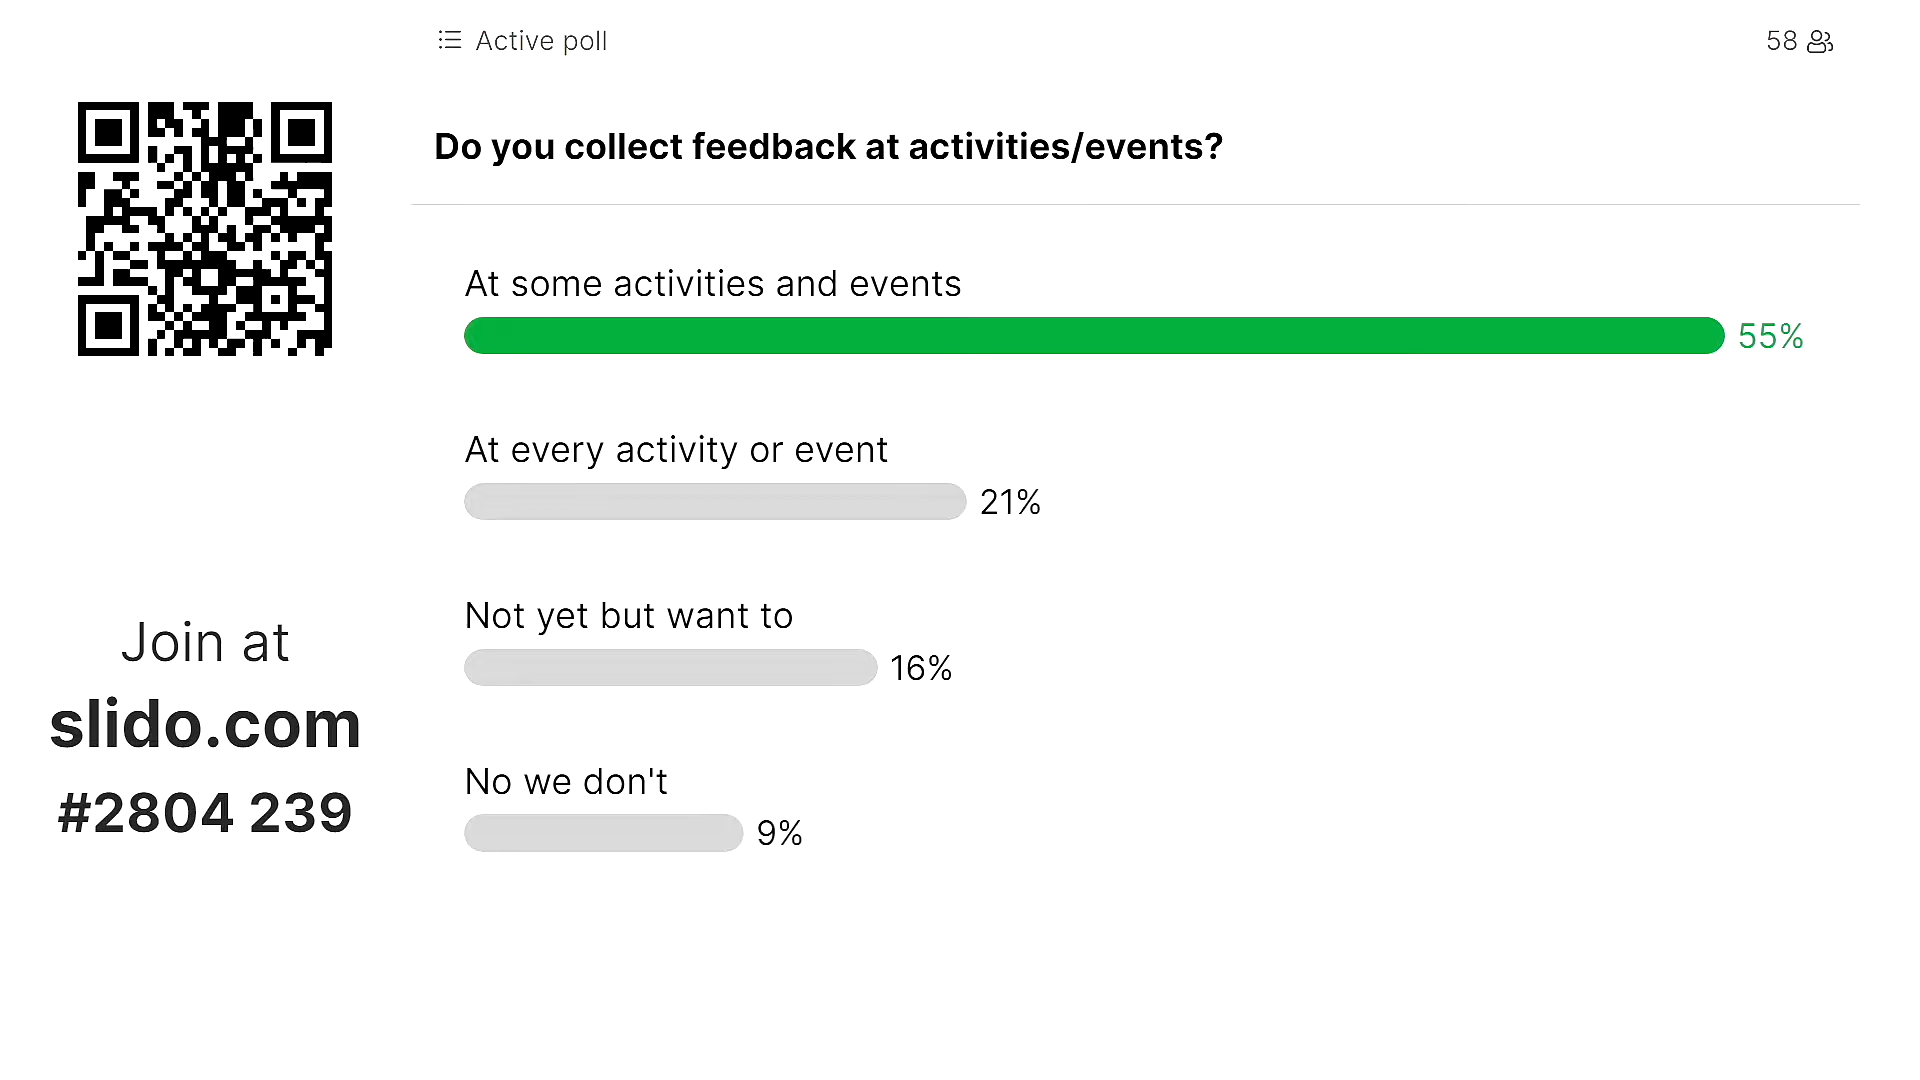 Active poll
58
Do you collect feedback at activities/events?
At some activities and events
55%
At every activity or event
21%
Not yet but want to
16%
No we don't
9%
Join at
slido.com
#2804 239